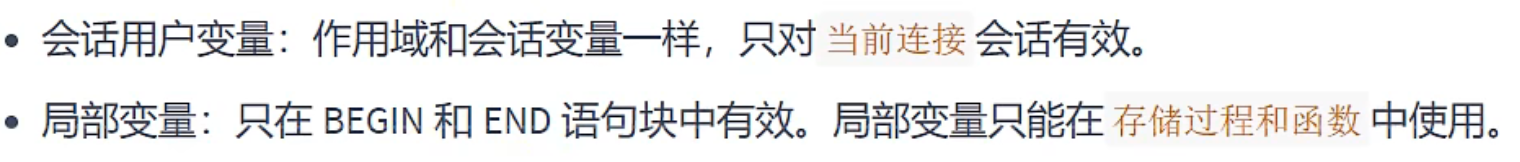 • 会话用户变量：作用域和会话变量一样，只对 当前连接 会话有效。
• 局部变量：只在 BEGIN 和 END 语句块中有效。局部变量只能在 存储过程和函数 中使用。